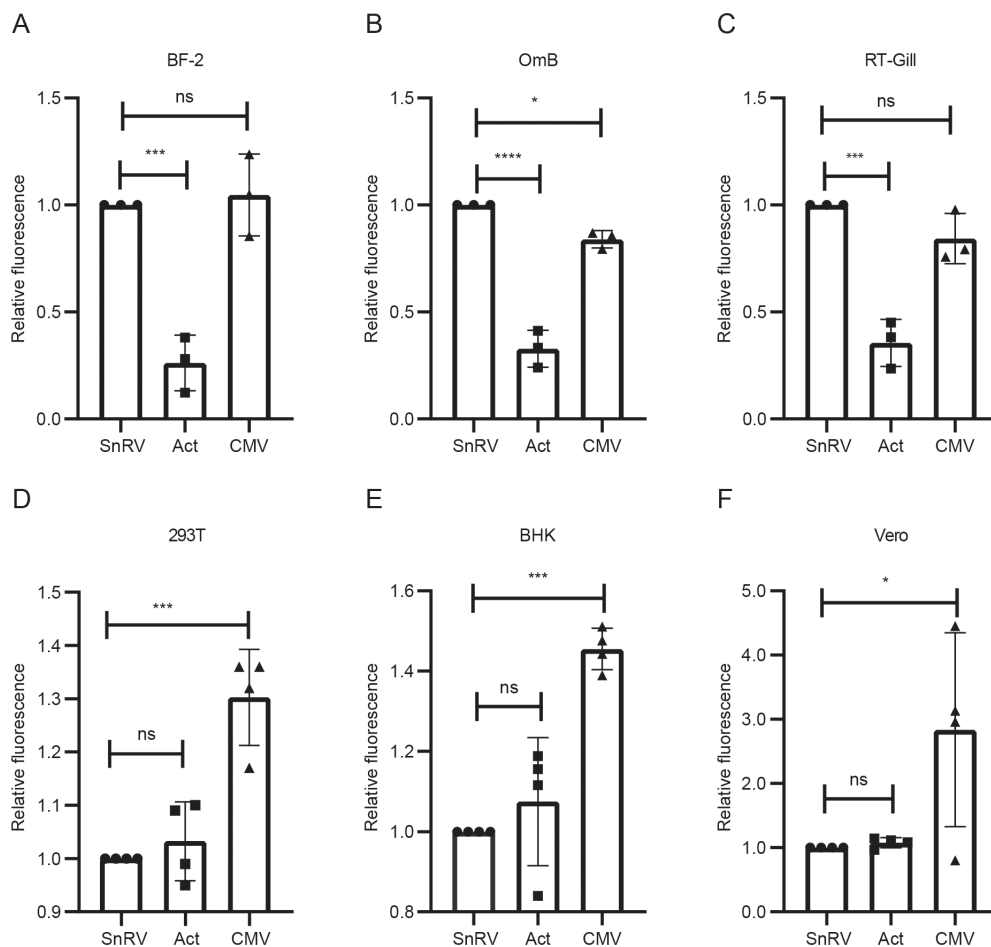 A
BF-2
Relative fluorescence
1.5
1.0
0.5
0.0
ns
***
SnRV
Act
CMV
B
OmB
Relative fluorescence
1.5
1.0
0.5
0.0
*
****
SnRV
Act
CMV
C
RT-Gill
Relative fluorescence
1.5
1.0
0.5
0.0
ns
***
SnRV
Act
CMV
D
293T
Relative fluorescence
1.5
1.4
1.3
1.2
1.1
1.0
0.9
***
ns
SnRV
Act
CMV
E
BHK
Relative fluorescence
1.6
1.4
1.2
1.0
0.8
***
ns
SnRV
Act
CMV
F
Vero
Relative fluorescence
5.0
4.0
3.0
2.0
1.0
0.0
*
ns
SnRV
Act
CMV